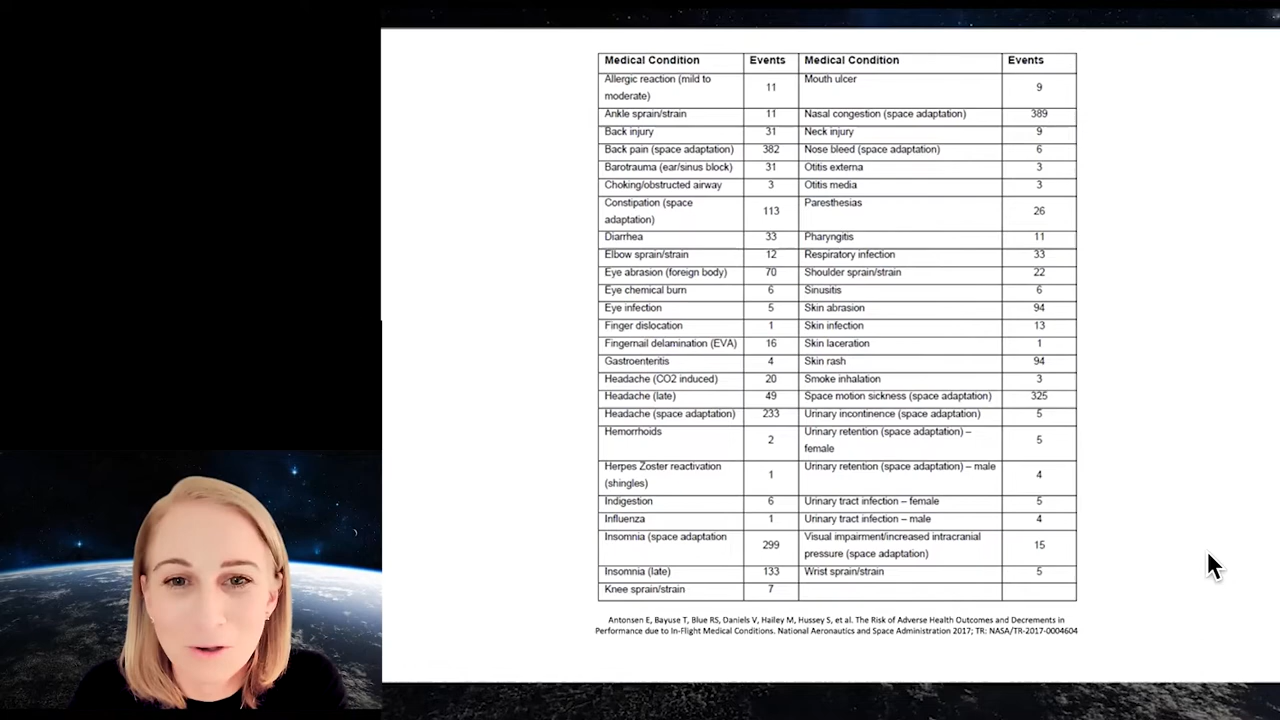 Medical Condition Events Medical Condition Events
Allergic reaction (mild to
moderate) 11 Mouth ulcer 9
Ankle sprain/strain 11 Nasal congestion (space adaptation) 389
Back injury 31 Neck injury 9
Back pain (space adaptation) 382 Nose bleed (space adaptation) 6
Barotrauma (ear/sinus block) 31 Otitis externa 3
Choking/obstructed airway 3 Otitis media 3
Constipation (space
adaptation) 113 Paresthesias 26
Diarrhea 33 Pharyngitis 11
Elbow sprain/strain 12 Respiratory infection 33
Eye abrasion (foreign body) 70 Shoulder sprain/strain 22
Eye chemical burn 6 Sinusitis 6
Eye infection 5 Skin abrasion 94
Finger dislocation 1 Skin infection 13
Fingernail delamination (EVA) 16 Skin laceration 1
Gastroenteritis 4 Skin rash 94
Headache (CO2 induced) 20 Smoke inhalation 3
Headache (late) 49 Space motion sickness (space adaptation) 325
Headache (space adaptation) 233 Urinary incontinence (space adaptation) 5
Hemorrhoids 2 Urinary retention (space adaptation) –
female 5
Herpes Zoster reactivation
(shingles) 1 Urinary retention (space adaptation) – male 4
Indigestion 6 Urinary tract infection – female 5
Influenza 1 Urinary tract infection – male 4
Insomnia (space adaptation 299 Visual impairment/increased intracranial
pressure (space adaptation) 15
Insomnia (late) 133 Wrist sprain/strain 5
Knee sprain/strain 7
Antonsen E, Bayuse T, Blue RS, Daniels V, Hailey M, Hussey S, et al. The Risk of Adverse Health Outcomes and Decrements in
Performance due to In-Flight Medical Conditions. National Aeronautics and Space Administration 2017; TR: NASA/TR-2017-0004604